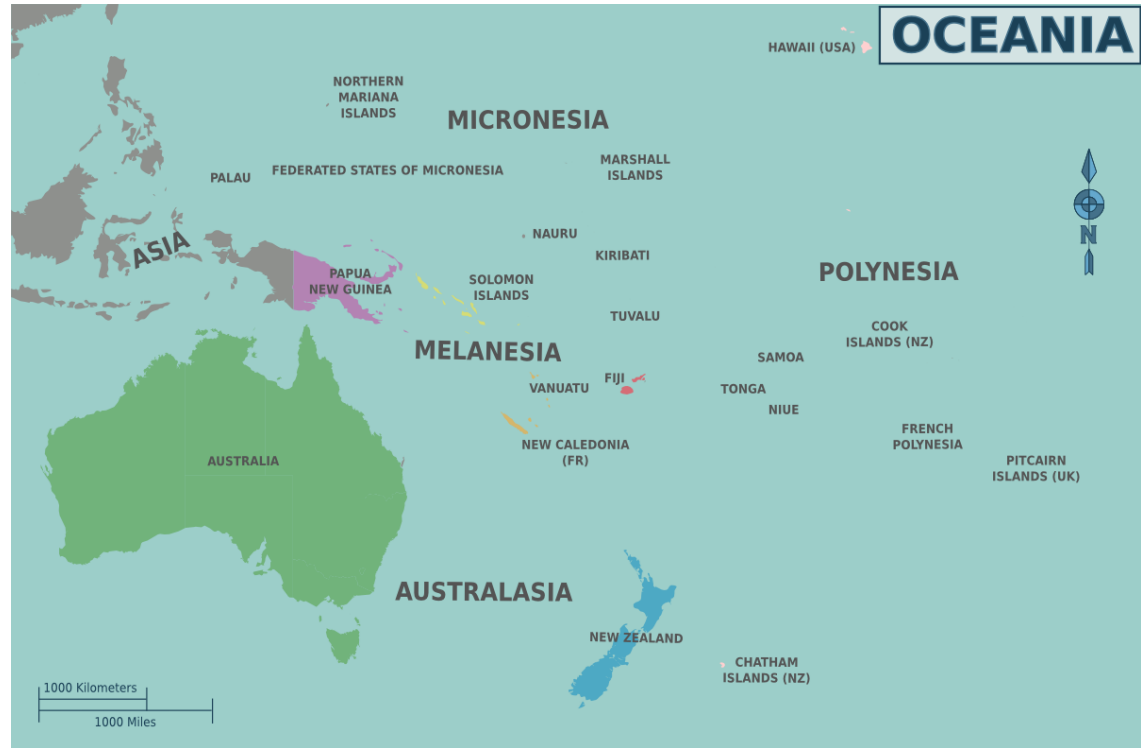 OCEANIA
HAWAII (USA)
NORTHERN
MARIANA
ISLANDS
MICRONESIA
MARSHALL
ISLANDS
FEDERATED STATES OF MICRONESIA
PALAU
N
NAURU
ASIA
KIRIBATI
POLYNESIA
PAPUA
NEW GUINEA
SOLOMON
ISLANDS
TUVALU
COOK
ISLANDS (NZ)
MELANESIA
SAMOA
FIJI
VANUATU
TONGA
NIUE
FRENCH
POLYNESIA
NEW CALEDONIA
(FR)
AUSTRALIA
PITCAIRN
ISLANDS (UK)
AUSTRALASIA
NEW ZEALAND
CHATHAM
ISLANDS (NZ)
1000 Kilometers
1000 Miles